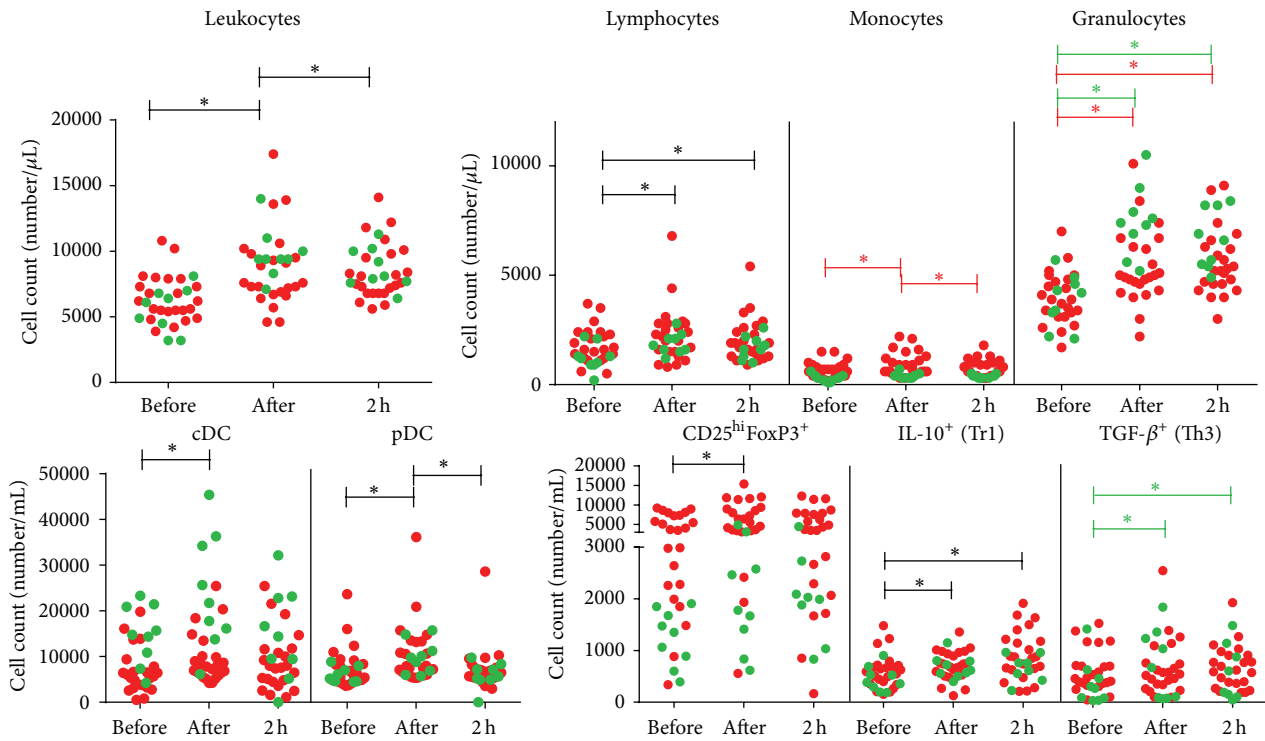 Leukocytes
Lymphocytes Monocytes Granulocytes
* *
* *
* *
* *
* *
Cell count (number/μL)
20000
15000
10000
5000
0
Before After 2 h
Cell count (number/μL)
10000
5000
0
Before After 2 h Before After 2 h Before After 2 h
cDC pDC
* * *
Cell count (number/mL)
50000
40000
30000
20000
10000
0
Before After 2 h Before After 2 h
CD25ʰⁱFoxP3⁺ IL-10⁺ (Tr1) TGF-β⁺ (Th3)
* * * * *
Cell count (number/mL)
20000
15000
10000
5000
3000
2000
1000
0
Before After 2 h Before After 2 h Before After 2 h